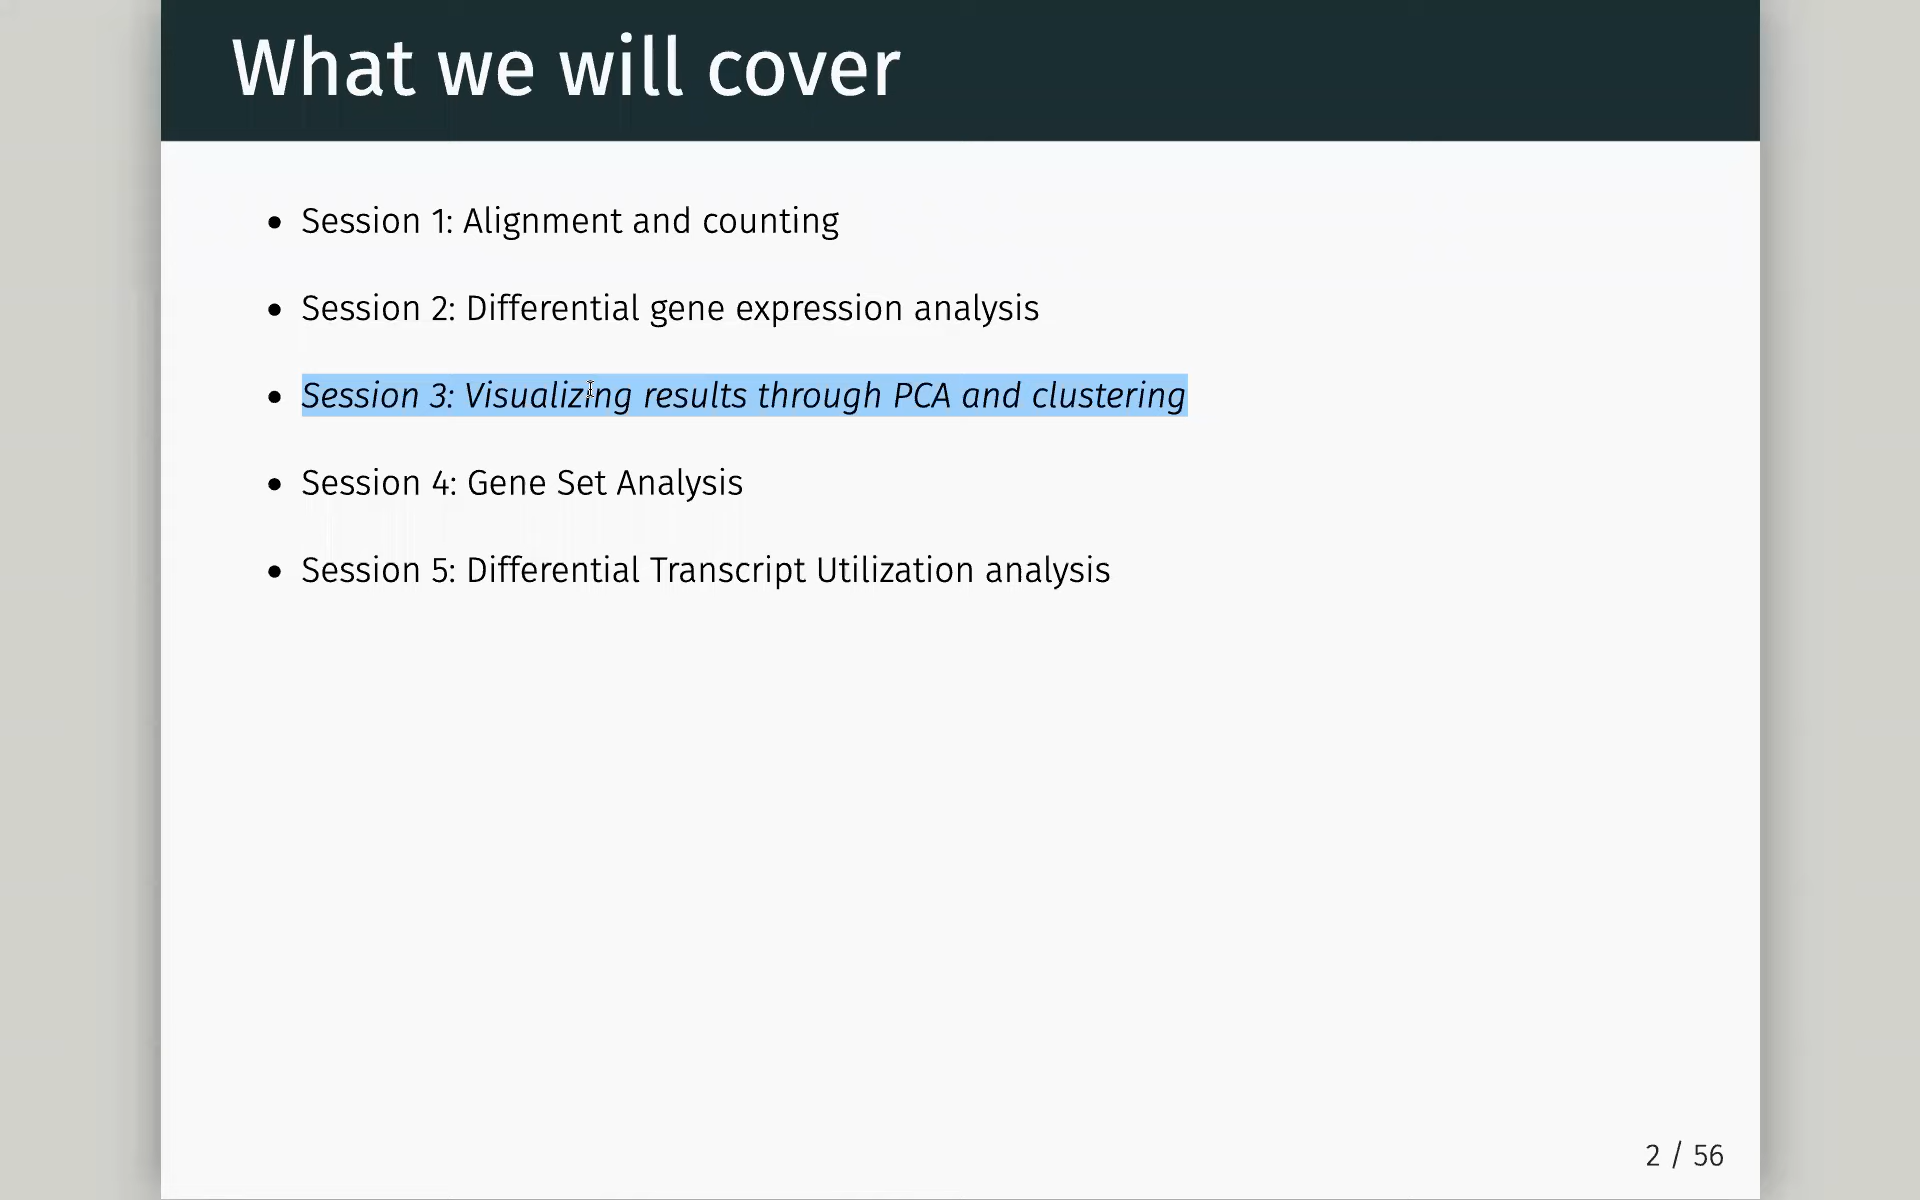 What we will cover
• Session 1: Alignment and counting
• Session 2: Differential gene expression analysis
• Session 3: Visualizing results through PCA and clustering
• Session 4: Gene Set Analysis
• Session 5: Differential Transcript Utilization analysis
2 / 56